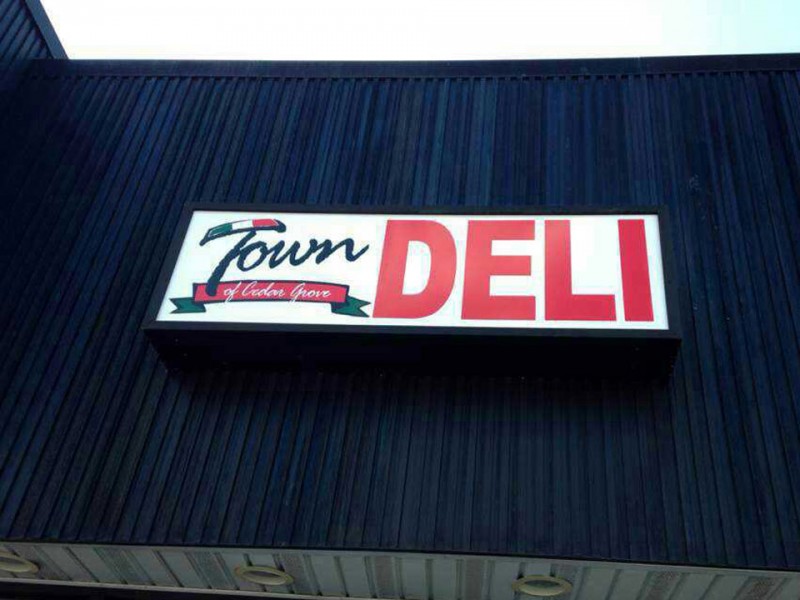 Town DELI
of Cedar Grove